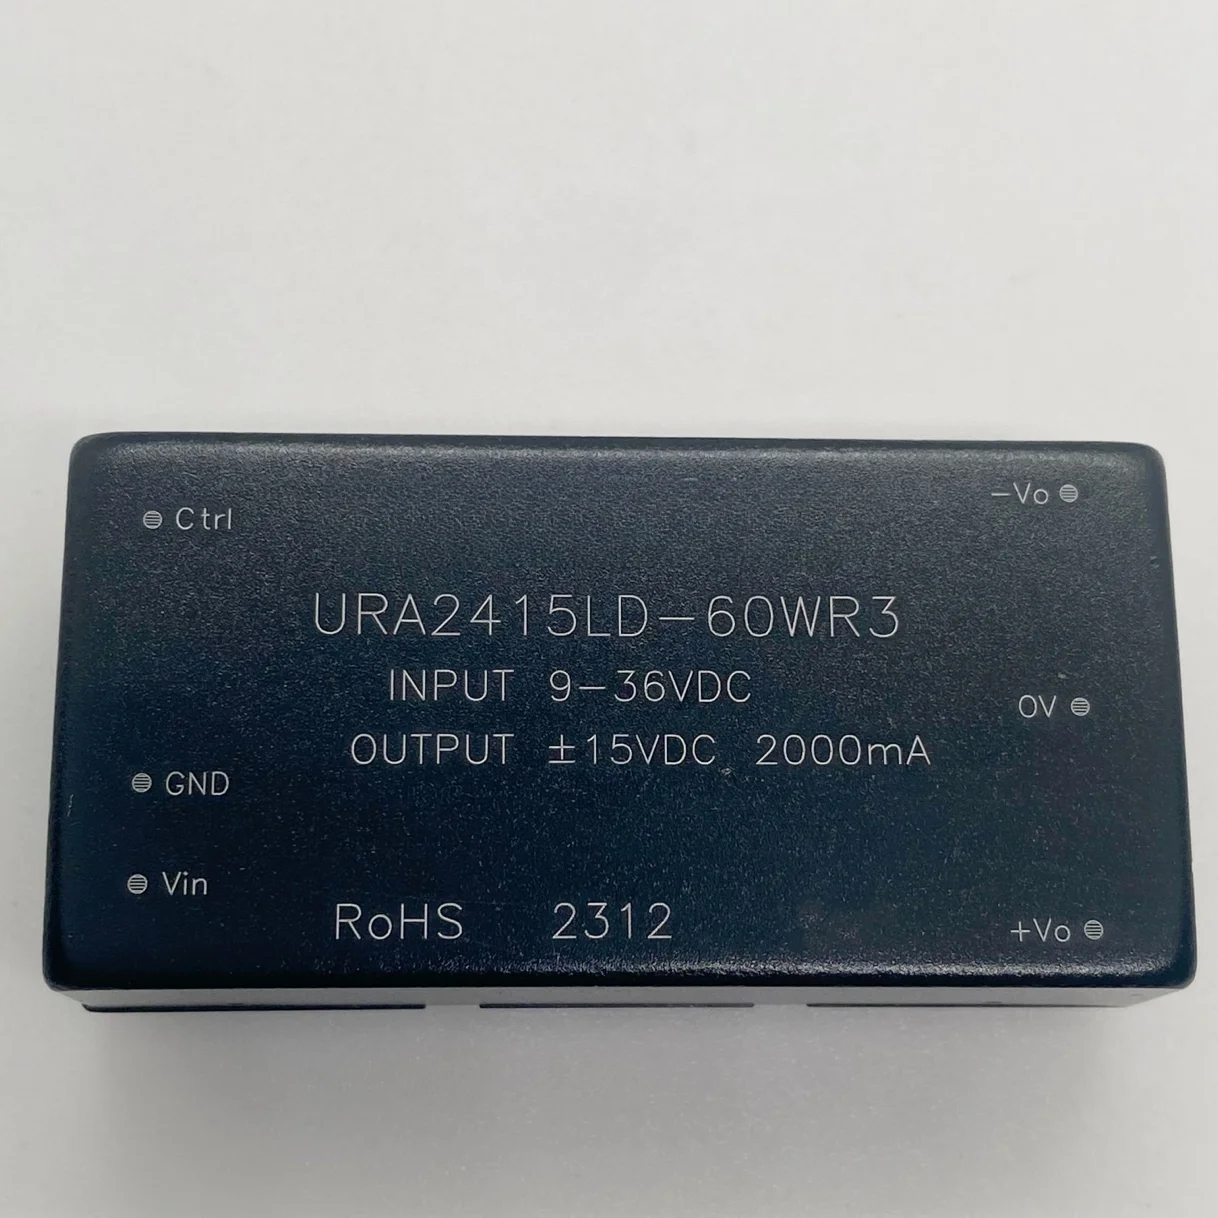 Ctrl
-Vo
URA2415LD-60WR3
INPUT 9-36VDC
0V
OUTPUT ±15VDC 2000mA
GND
Vin
RoHS 2312
+Vo